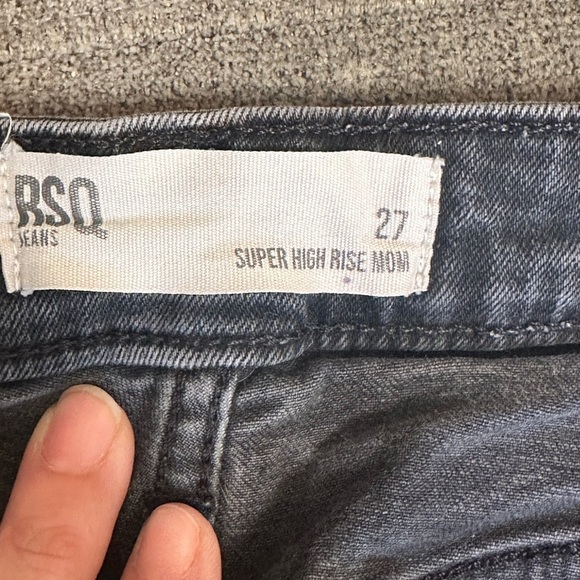 RSQ
JEANS
27
SUPER HIGH RISE MOM